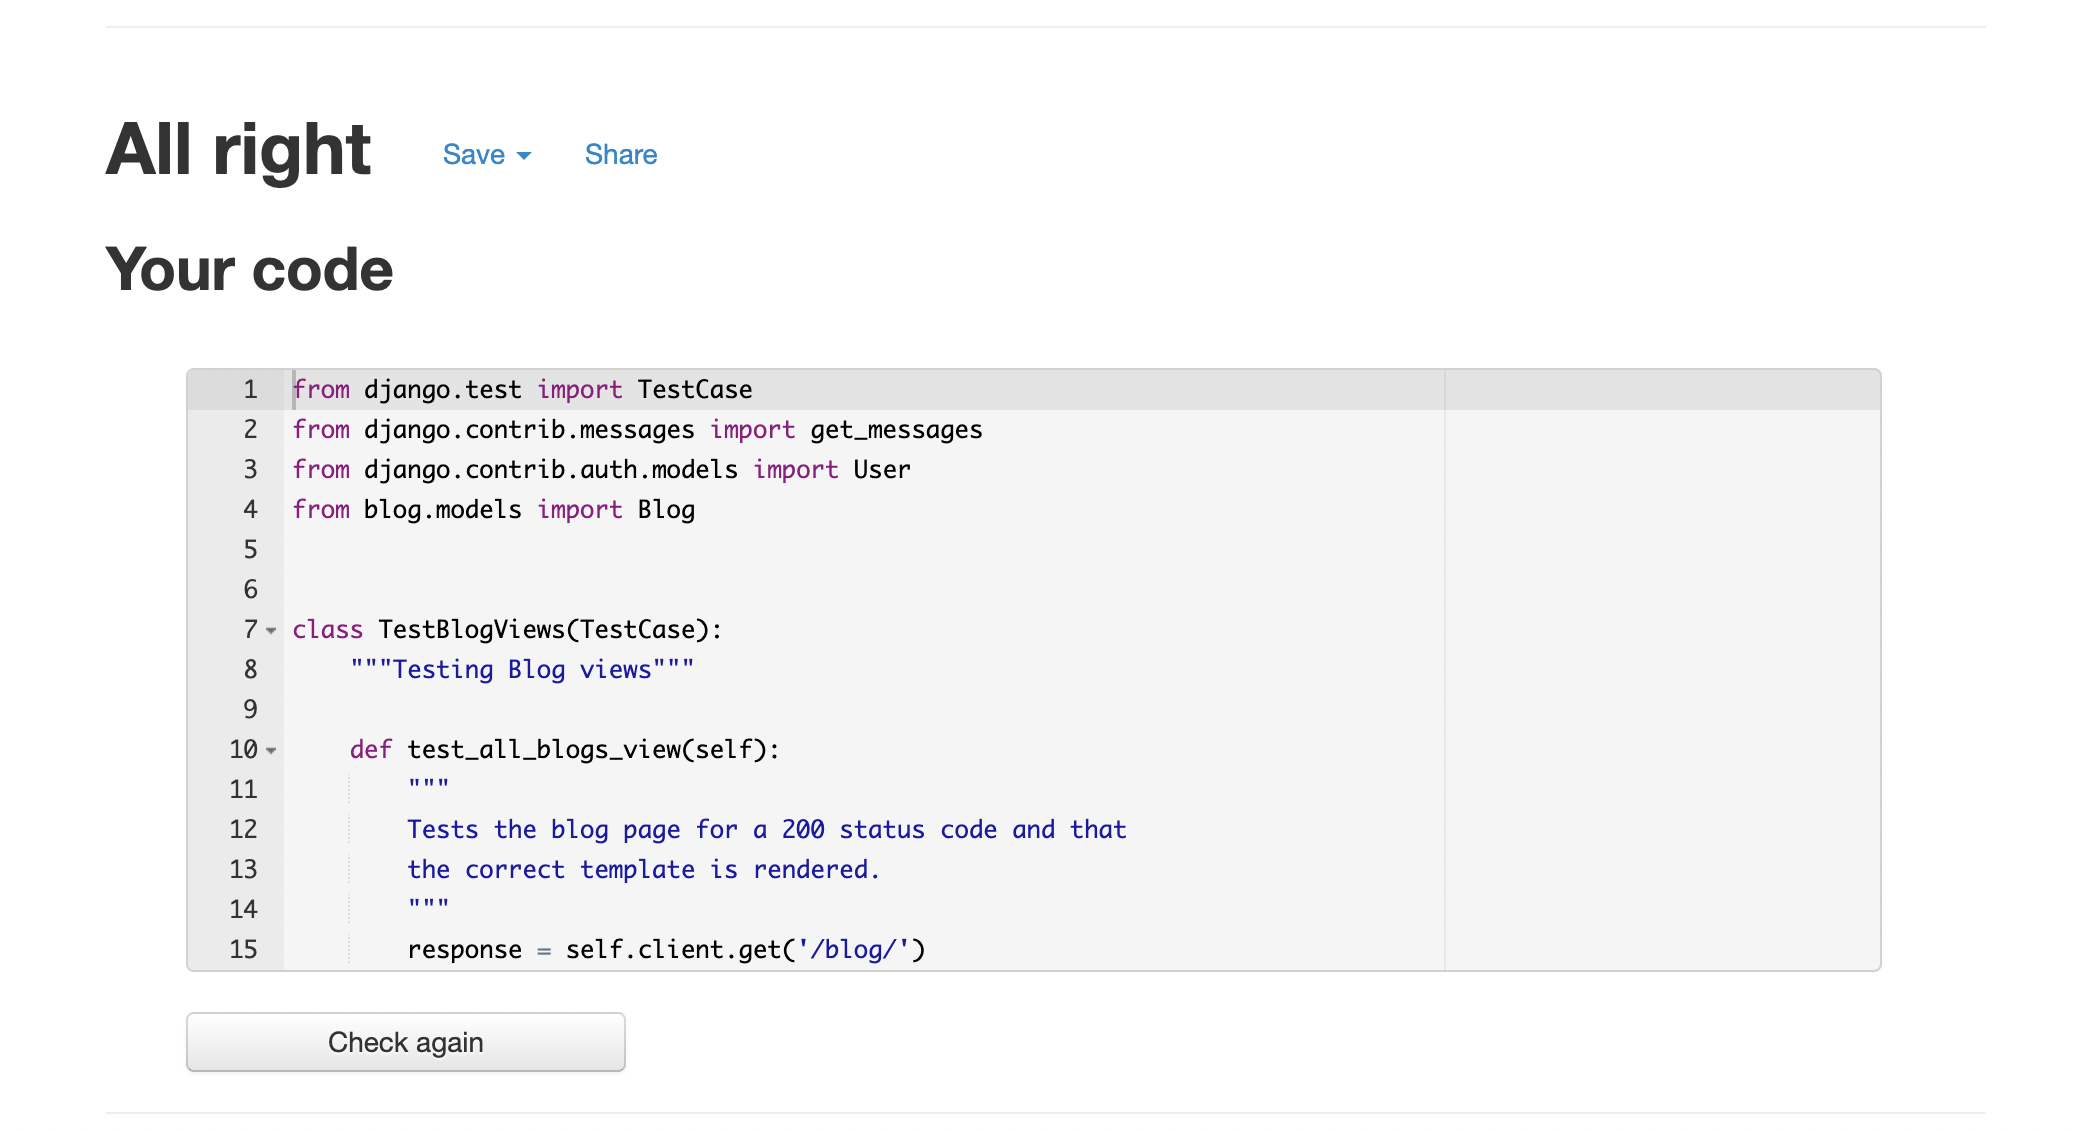 All right Save Share
Your code
1 from django.test import TestCase
2 from django.contrib.messages import get_messages
3 from django.contrib.auth.models import User
4 from blog.models import Blog
5
6
7 class TestBlogViews(TestCase):
8     """Testing Blog views"""
9
10     def test_all_blogs_view(self):
11         """
12         Tests the blog page for a 200 status code and that
13         the correct template is rendered.
14         """
15         response = self.client.get('/blog/')
Check again